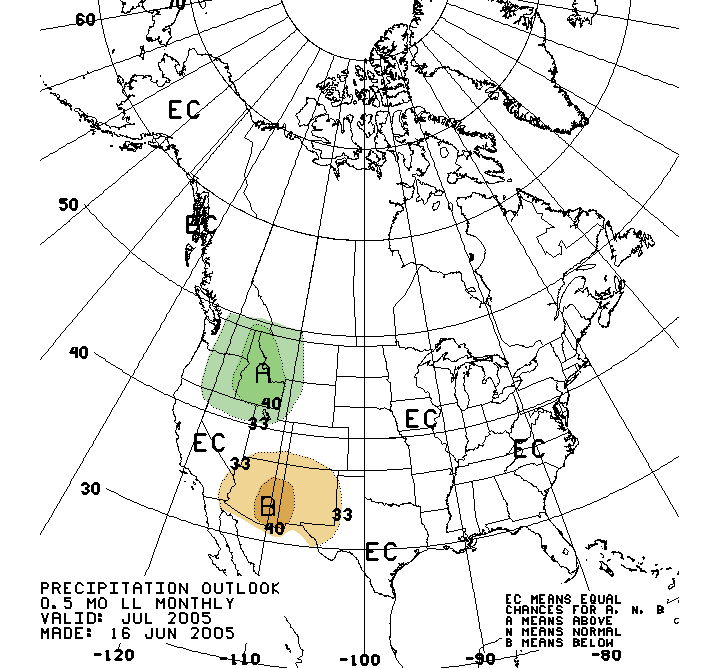 70
60
EC
50
EC
40
A
40
33
EC
EC
EC
33
30
B
33
40
EC
PRECIPITATION OUTLOOK
0.5 MO LL MONTHLY
VALID: JUL 2005
MADE: 16 JUN 2005
EC MEANS EQUAL
CHANCES FOR A, N, B
A MEANS ABOVE
N MEANS NORMAL
B MEANS BELOW
-120
-110
-100
-90
-80